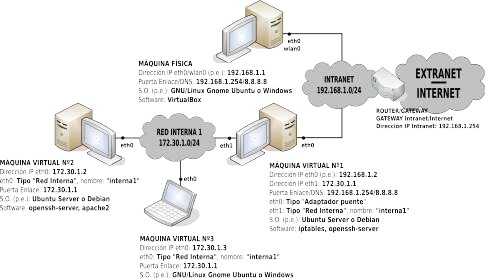 eth0
wlan0
MÁQUINA FÍSICA
Dirección IP eth0/wlan0 (p.e.): 192.168.1.1
Puerta Enlace/DNS: 192.168.1.254/8.8.8.8
S.O. (p.e.): GNU/Linux Gnome Ubuntu o Windows
Software: VirtualBox
INTRANET
192.168.1.0/24
EXTRANET
INTERNET
ROUTER/GATEWAY
GATEWAY Intranet/Internet
Dirección IP Intranet: 192.168.1.254
RED INTERNA 1
172.30.1.0/24
eth0
eth1
eth0
eth0
MÁQUINA VIRTUAL Nº2
Dirección IP eth0: 172.30.1.2
eth0: Tipo "Red Interna", nombre: "interna1"
Puerta Enlace: 172.30.1.1
S.O. (p.e.): Ubuntu Server o Debian
Software: openssh-server, apache2
MÁQUINA VIRTUAL Nº1
Dirección IP eth0 (p.e.): 192.168.1.2
Dirección IP eth1: 172.30.1.1
Puerta Enlace/DNS: 192.168.1.254/8.8.8.8
eth0: Tipo "Adaptador puente"
eth1: Tipo "Red Interna", nombre: "interna1"
S.O. (p.e.): Ubuntu Server o Debian
Software: iptables, openssh-server
MÁQUINA VIRTUAL Nº3
Dirección IP eth0: 172.30.1.3
eth0: Tipo "Red Interna", nombre: "interna1"
Puerta Enlace: 172.30.1.1
S.O. (p.e.): GNU/Linux Gnome Ubuntu o Windows